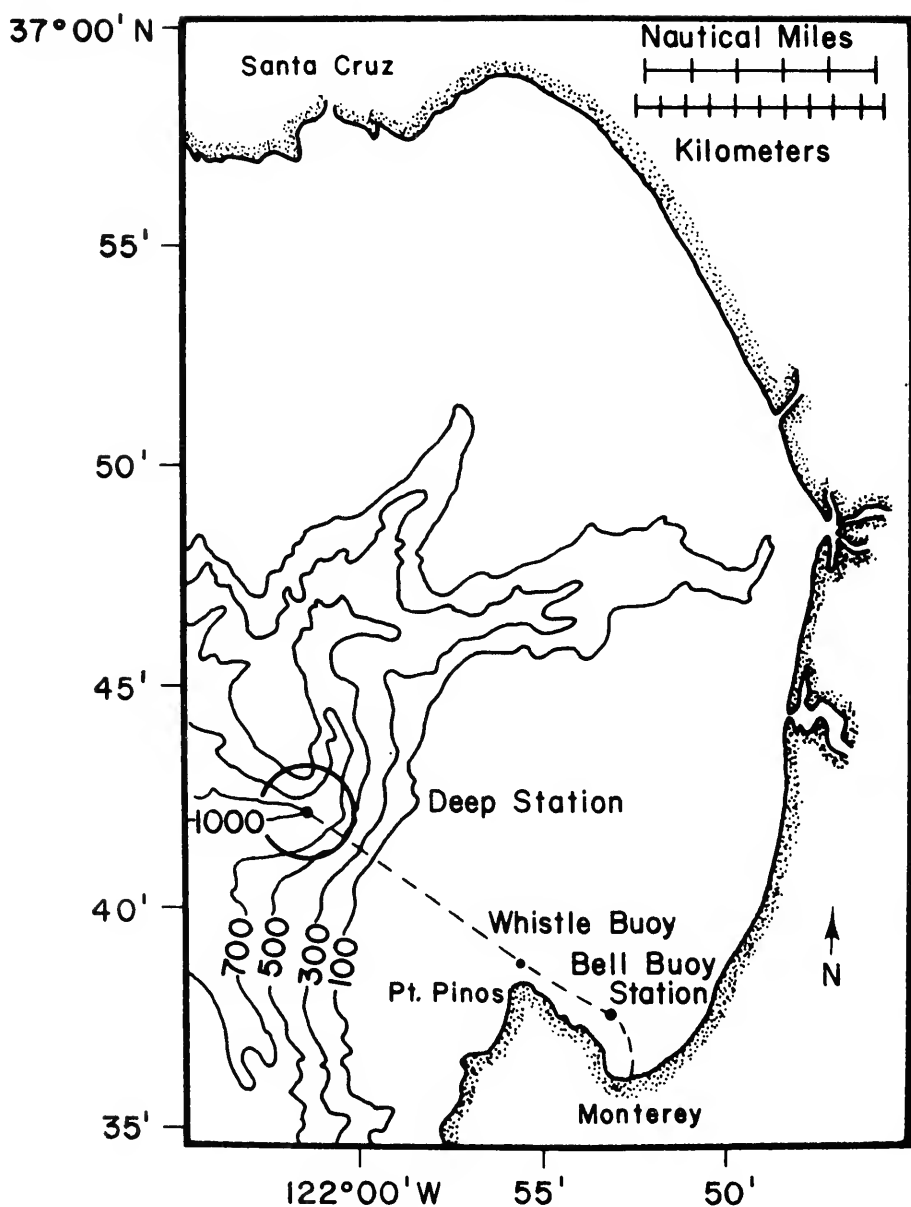 37°00' N
Nautical Miles
Santa Cruz
Kilometers
55'
50'
45'
Deep Station
1000
40'
Whistle Buoy
700
500
300
100
Bell Buoy
Station
Pt. Pinos
N
Monterey
35'
122°00' W
55'
50'